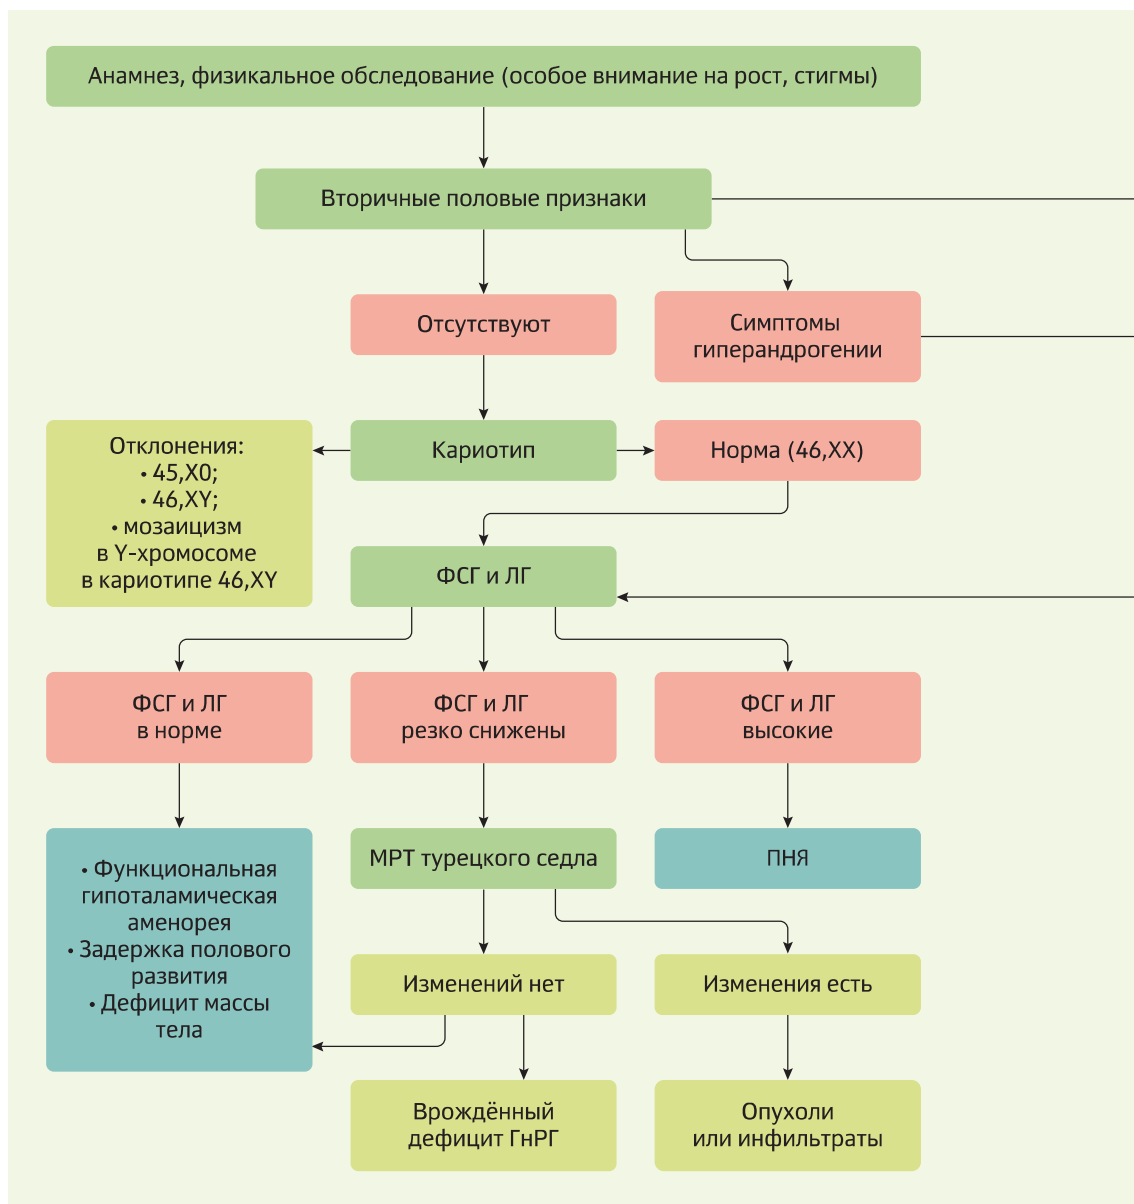 Анамнез, физикальное обследование (особое внимание на рост, стигмы)
Вторичные половые признаки
Отсутствуют
Симптомы
гиперандрогении
Отклонения:
• 45,X0;
• 46,XY;
• мозаицизм
в Y-хромосоме
в кариотипе 46,XY
Кариотип
Норма (46,XX)
ФСГ и ЛГ
ФСГ и ЛГ
в норме
ФСГ и ЛГ
резко снижены
ФСГ и ЛГ
высокие
• Функциональная
гипоталамическая
аменорея
• Задержка полового
развития
• Дефицит массы
тела
МРТ турецкого седла
ПНЯ
Изменений нет
Изменения есть
Врождённый
дефицит ГнРГ
Опухоли
или инфильтраты